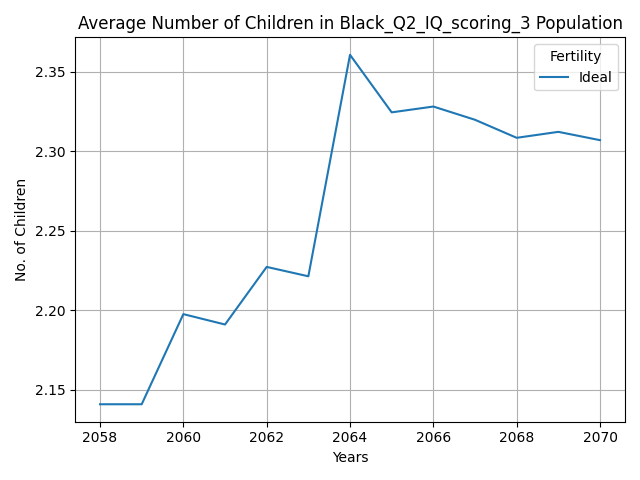 Average Number of Children in Black_Q2_IQ_scoring_3 Population
Fertility
Ideal
2.35
2.30
2.25
2.20
2.15
No. of Children
2058 2060 2062 2064 2066 2068 2070
Years